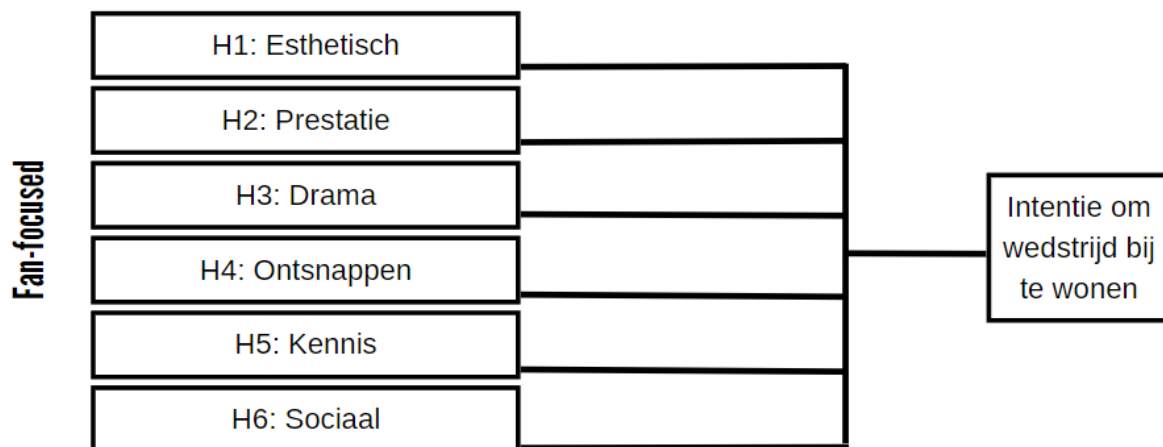 Fan-focused
H1: Esthetisch
H2: Prestatie
H3: Drama
H4: Ontsnappen
H5: Kennis
H6: Sociaal
Intentie om
wedstrijd bij
te wonen